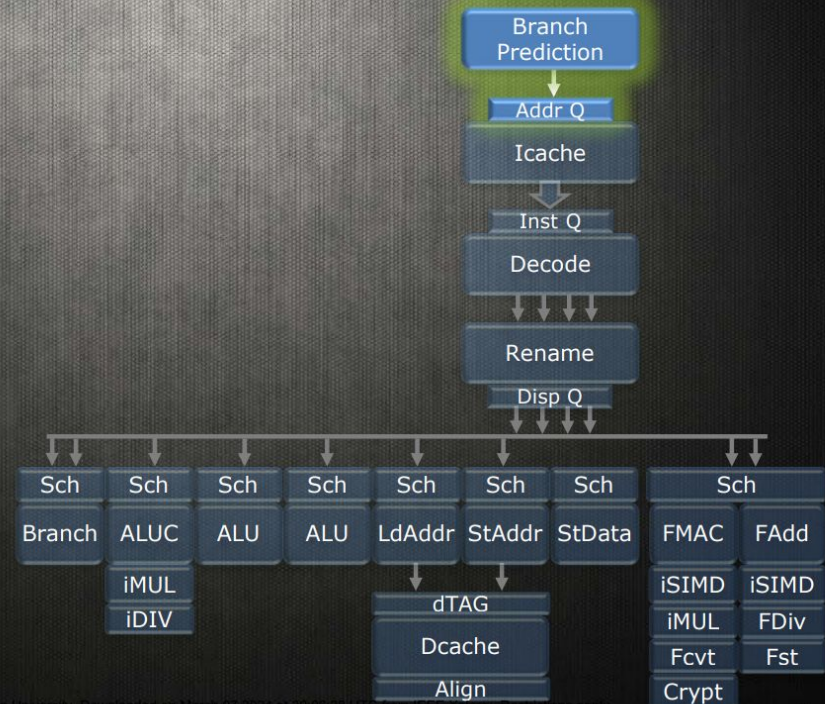 Branch
Prediction
Addr Q
Icache
Inst Q
Decode
Rename
Disp Q
Sch Sch Sch Sch Sch Sch Sch Sch
Branch ALUC ALU ALU LdAddr StAddr StData FMAC FAdd
iMUL iSIMD iSIMD
iDIV dTAG iMUL FDiv
Dcache Fcvt Fst
Align Crypt